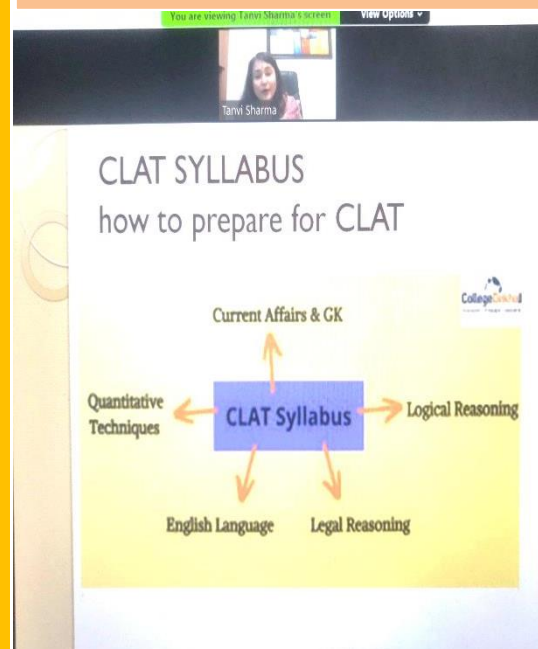 You are viewing Tanvi Sharma's screen View Options
Tanvi Sharma
CLAT SYLLABUS
how to prepare for CLAT
Current Affairs & GK
Quantitative
Techniques
CLAT Syllabus
Logical Reasoning
English Language
Legal Reasoning